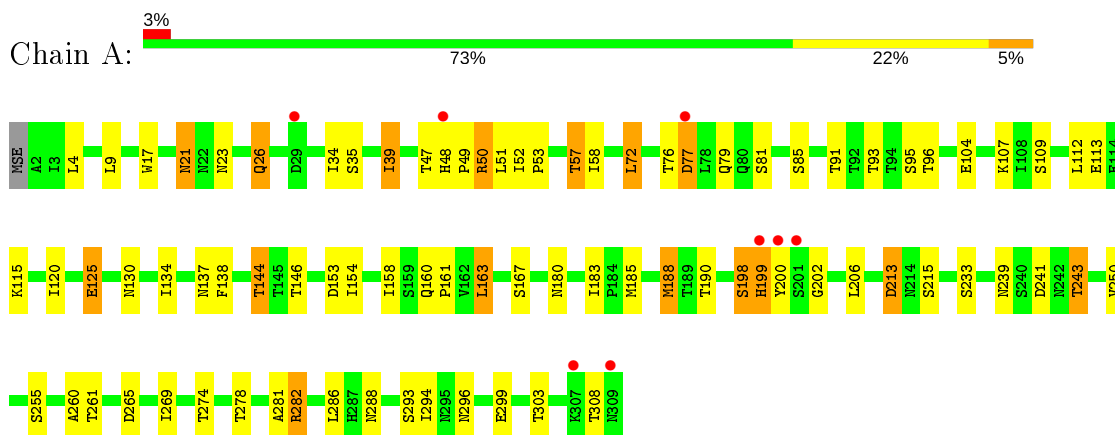 3%
Chain A:
73% 22% 5%
MSE A2 I3 L4 L9 W17 N21 N22 N23 Q26 D29 I34 S35 I39 T47 H48 P49 R50 L51 I52 P53 T57 I58 L72 T76 D77 L78 Q79 Q80 S81 S85 T91 T92 T93 T94 S95 T96 E104 K107 I108 S109 L112 E113 E114
K115 I120 E125 N130 I134 N137 F138 T144 T145 T146 D153 I154 I158 S159 Q160 P161 V162 L163 S167 N180 I183 P184 M185 M188 T189 T190 S198 H199 Y200 S201 G202 L206 D213 N214 S215 S233 N239 S240 D241 N242 T243
S255 A260 T261 D265 I269 T274 T278 A281 R282 L286 H287 N288 S293 I294 N295 N296 E299 T303 K307 T308 N309